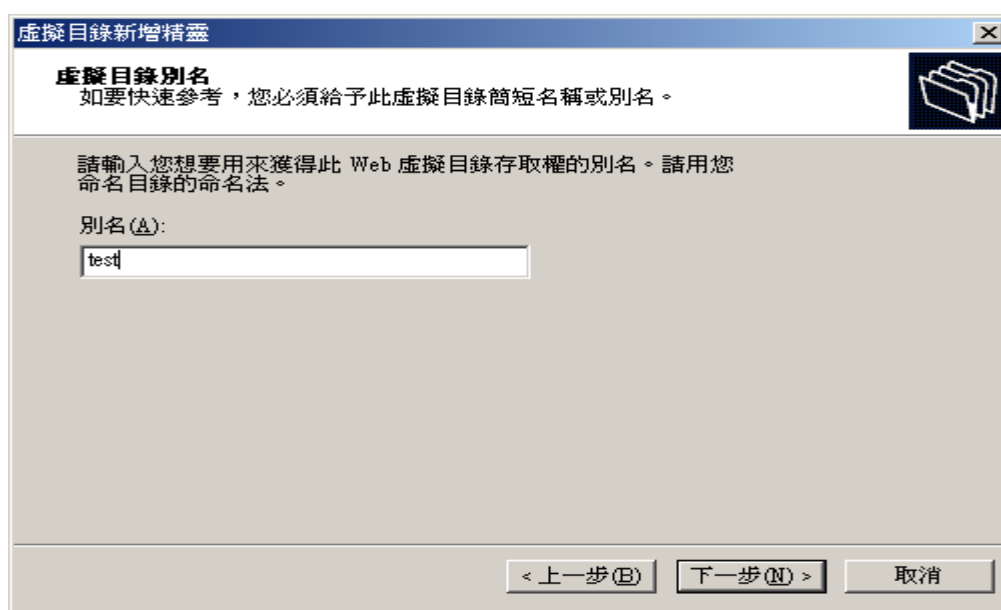 虛擬目錄新增精靈
虛擬目錄別名
如要快速參考，您必須給予此虛擬目錄簡短名稱或別名。
請輸入您想要用來獲得此 Web 虛擬目錄存取權的別名。請用您
命名目錄的命名法。
別名(A):
test
< 上一步(B) 下一步(N) > 取消